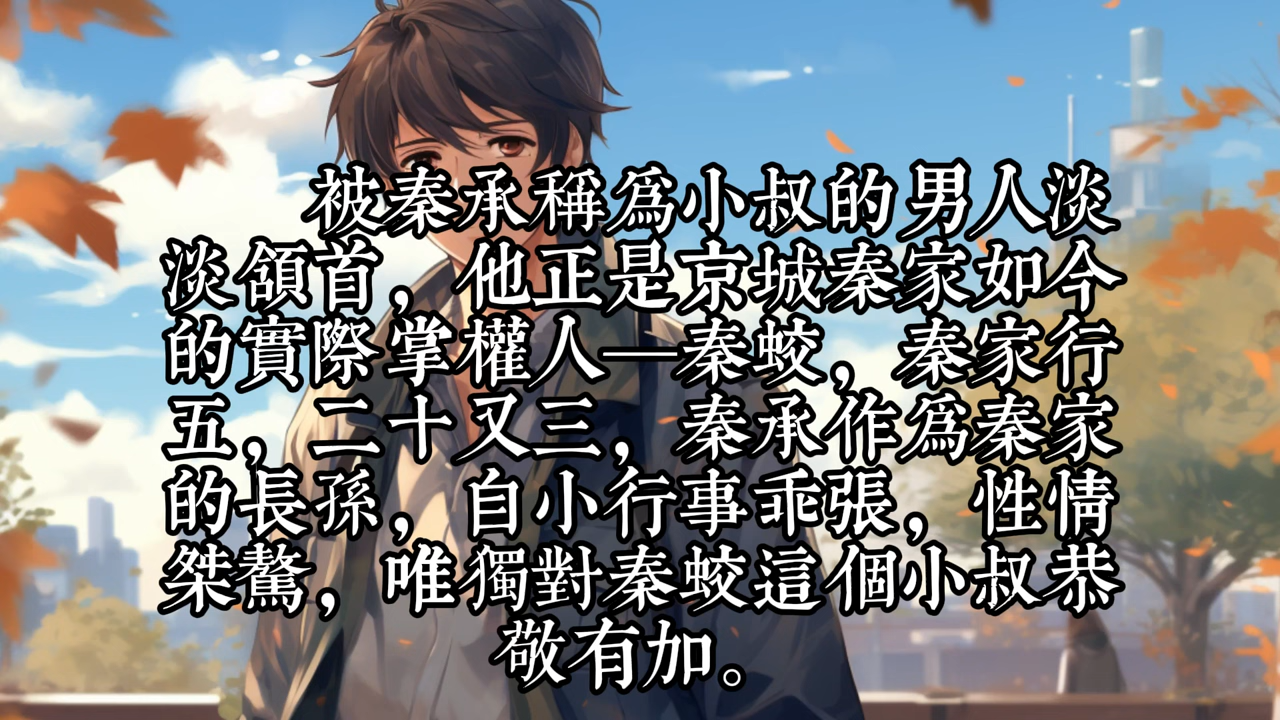 被秦承稱爲小叔的男人淡
淡頷首，他正是京城秦家如今
的實際掌權人—秦蛟，秦家行
五，二十又三，秦承作爲秦家
的長孫，自小行事乖張，性情
桀驁，唯獨對秦蛟這個小叔恭
敬有加。